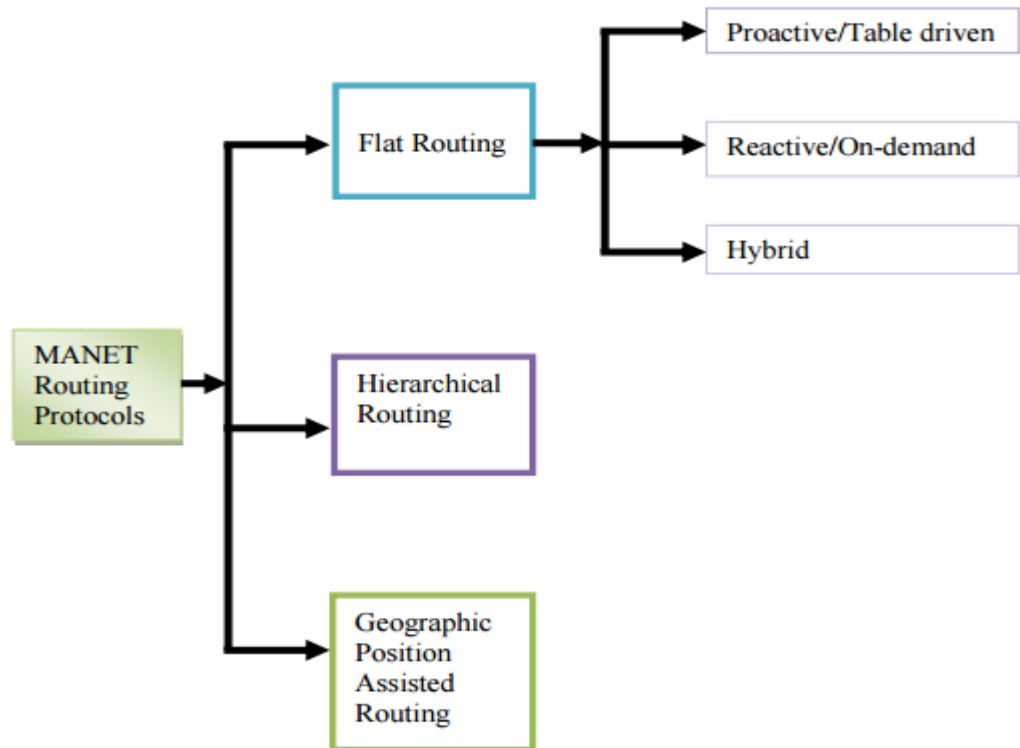 Proactive/Table driven
Flat Routing
Reactive/On-demand
Hybrid
MANET
Routing
Protocols
Hierarchical
Routing
Geographic
Position
Assisted
Routing